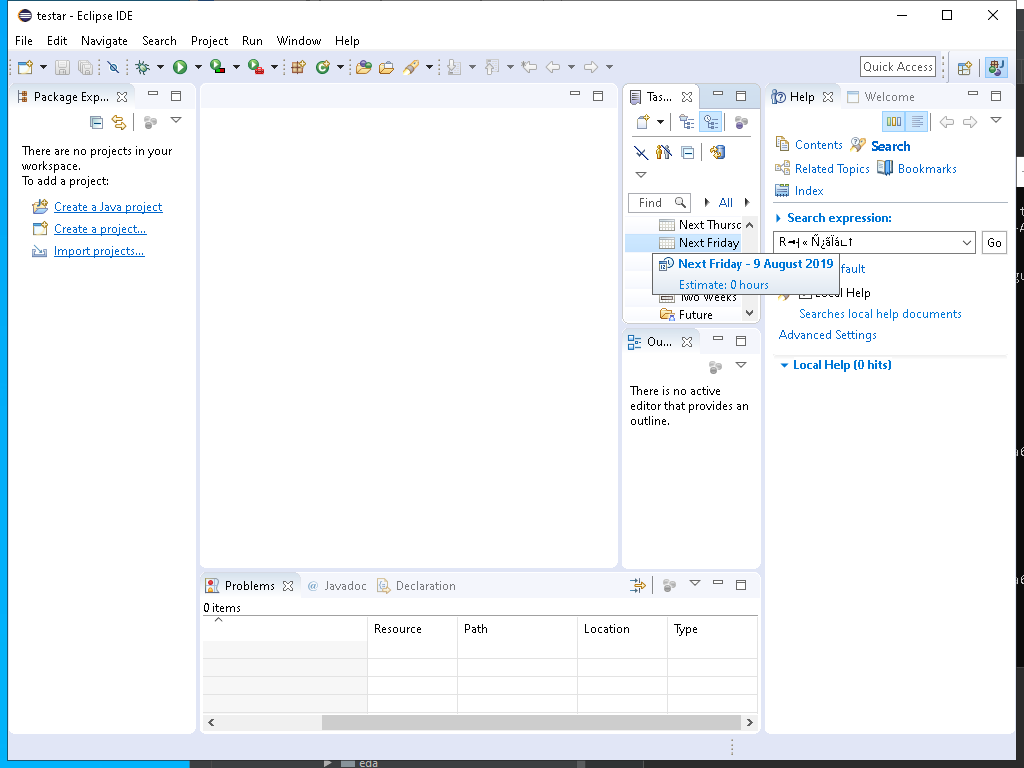 testar - Eclipse IDE
File Edit Navigate Search Project Run Window Help
Quick Access
Package Exp...
There are no projects in your
workspace.
To add a project:
Create a Java project
Create a project...
Import projects...
Tas...
Find
All
Next Friday
Next Friday - 9 August 2019
Estimate: 0 hours
Two Weeks
Future
Ou...
There is no active
editor that provides an
outline.
Help
Welcome
Contents
Search
Related Topics
Bookmarks
Index
Search expression:
Go
fault
Local Help
Searches local help documents
Advanced Settings
Local Help (0 hits)
Problems
@ Javadoc
Declaration
0 items
Resource Path Location Type
eda